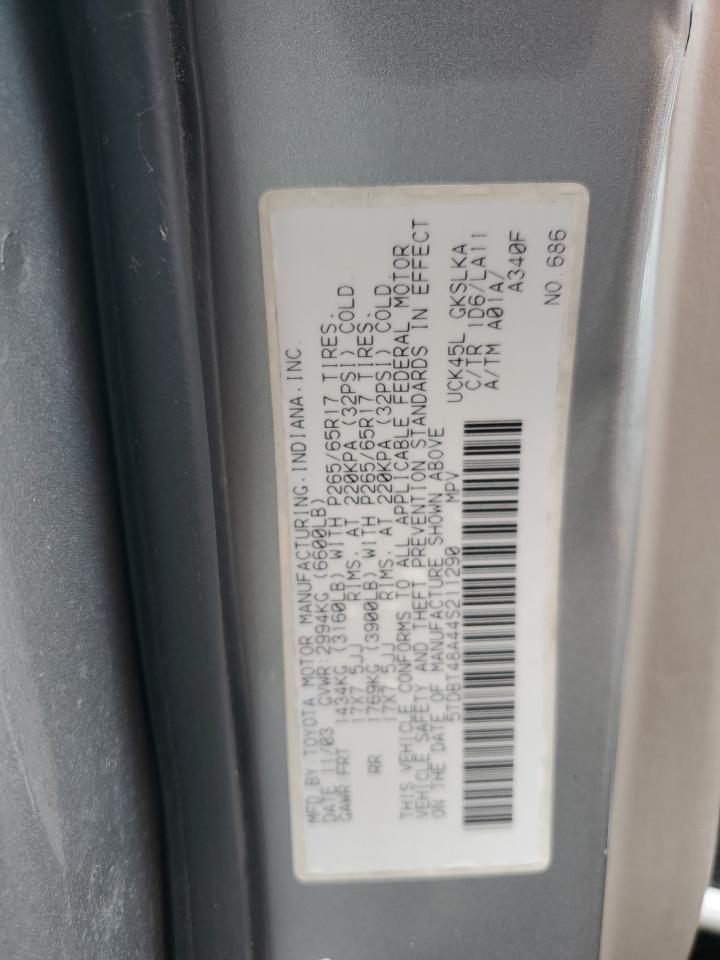 MFD.BY:TOYOTA MOTOR MANUFACTURING.INDIANA.INC.
DATE 11/03 GVWR:2994KG (6600LB)
GAWR FRT 1434KG (3160LB) WITH P265/65R17 TIRES.
17X7.5JJ RIMS. AT 220KPA (32PSI) COLD
RR 1769KG (3900LB) WITH P265/65R17 TIRES.
17X7.5JJ RIMS. AT 220KPA (32PSI) COLD
THIS VEHICLE CONFORMS TO ALL APPLICABLE FEDERAL MOTOR
VEHICLE SAFETY AND THEFT PREVENTION STANDARDS IN EFFECT
ON THE DATE OF MANUFACTURE SHOWN ABOVE
5TDBT48A44S211290 MPV
UCK45L GKSLKA
C/TR 1D6/LA11
A/TM A01A/
A340F
NO.686